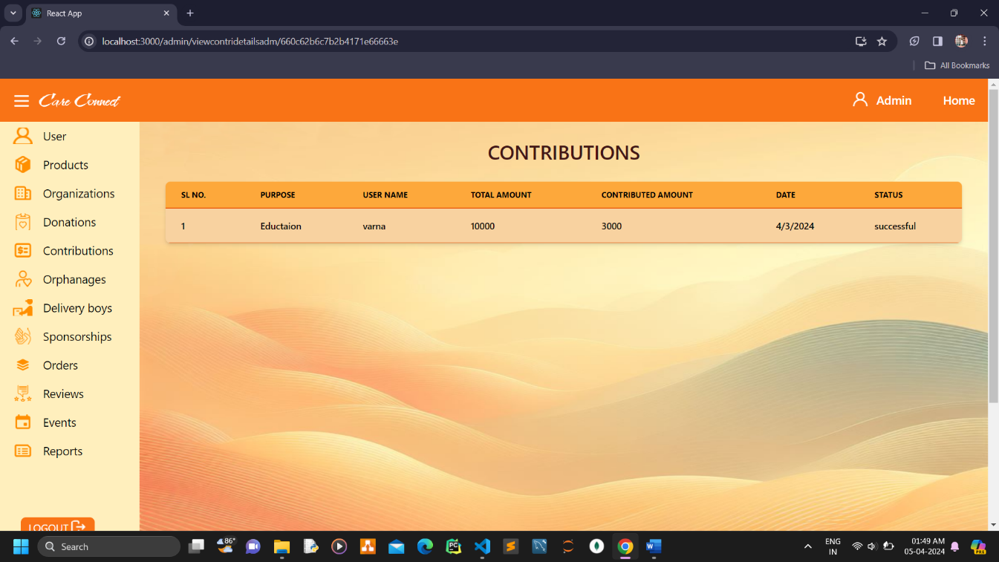 React App
localhost:3000/admin/viewcontridetailsadm/660c62b6c7b2b4171e66663e
All Bookmarks
Care Connect
Admin
Home
User
Products
Organizations
Donations
Contributions
Orphanages
Delivery boys
Sponsorships
Orders
Reviews
Events
Reports
LOGOUT
CONTRIBUTIONS
SL NO. PURPOSE USER NAME TOTAL AMOUNT CONTRIBUTED AMOUNT DATE STATUS
1 Eductaion varna 10000 3000 4/3/2024 successful
Search
86°
PC
W
ENG
IN
01:49 AM
05-04-2024
PRE